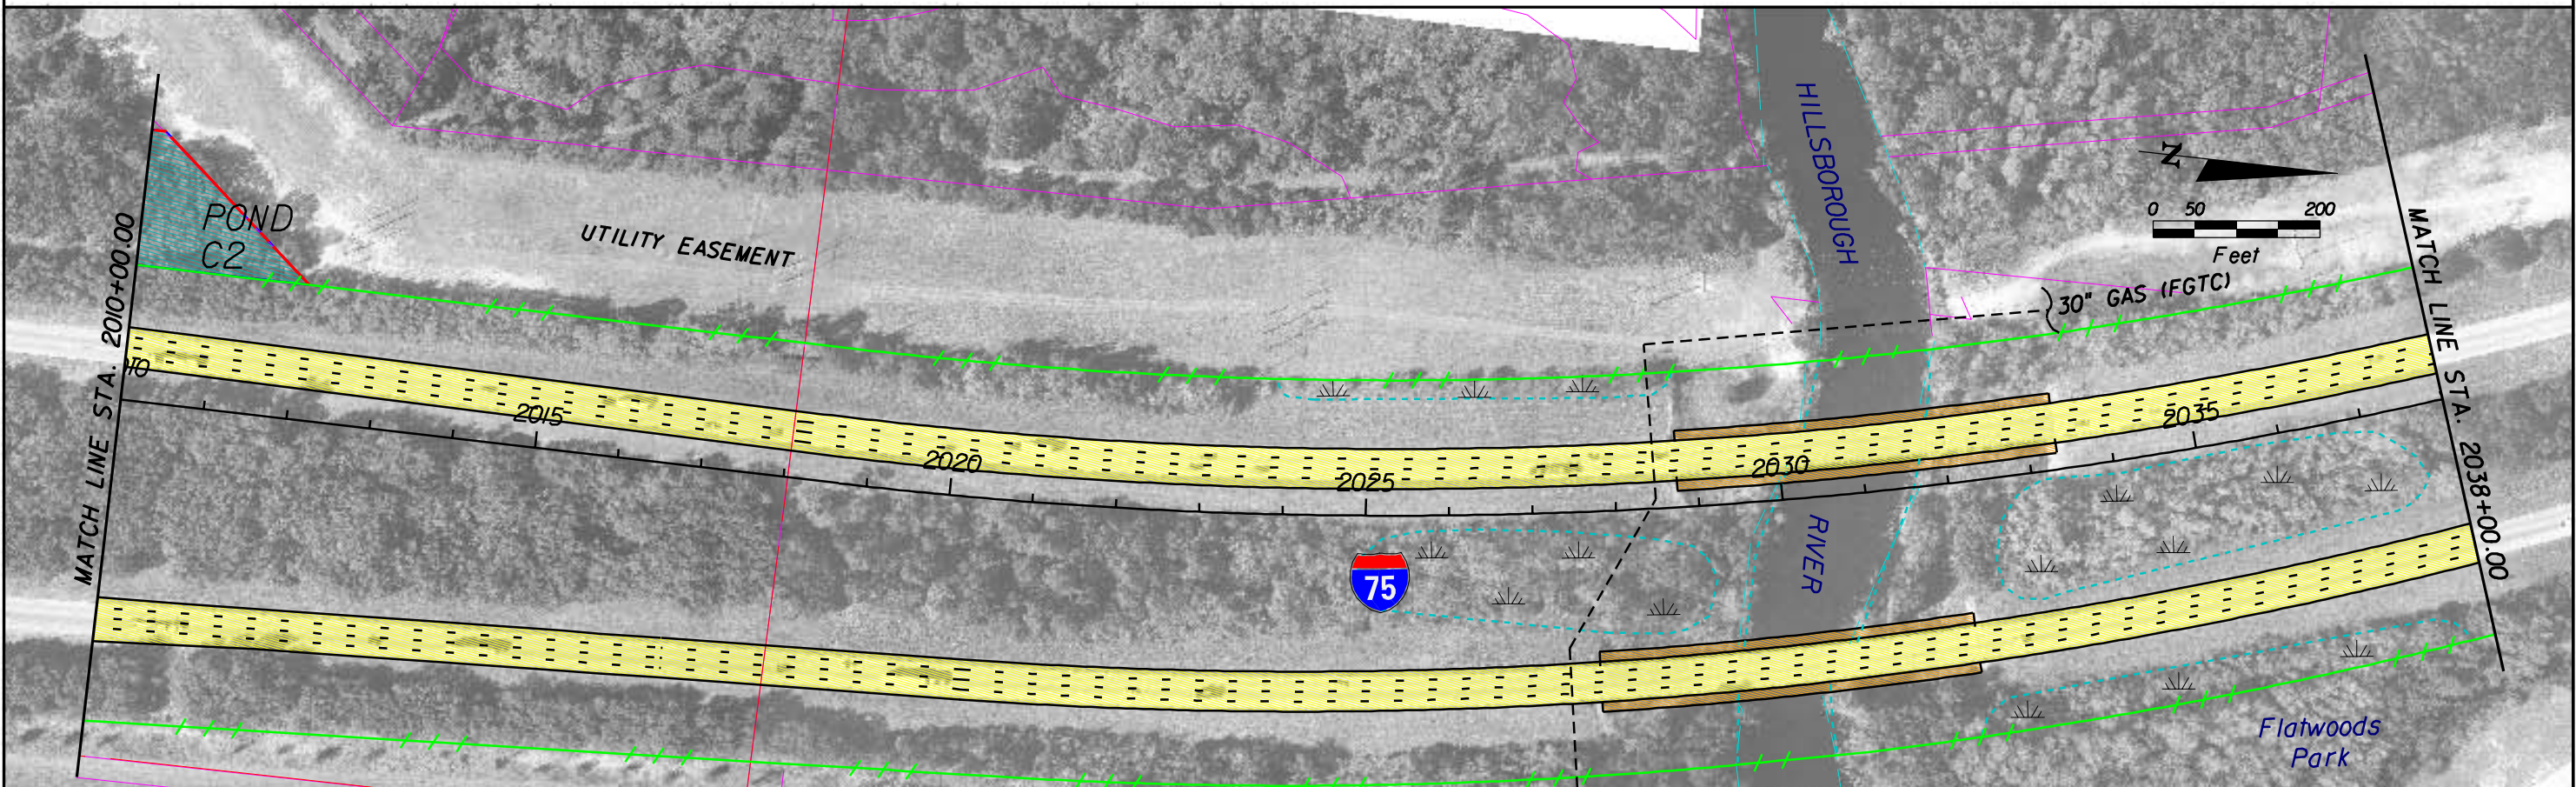 MATCH LINE STA. 2010+00.00
POND
C2
UTILITY EASEMENT
HILLSBOROUGH
RIVER
N
0 50 200
Feet
30" GAS (FGTC)
MATCH LINE STA. 2038+00.00
2015
2020
2025
2030
2035
75
Flatwoods
Park